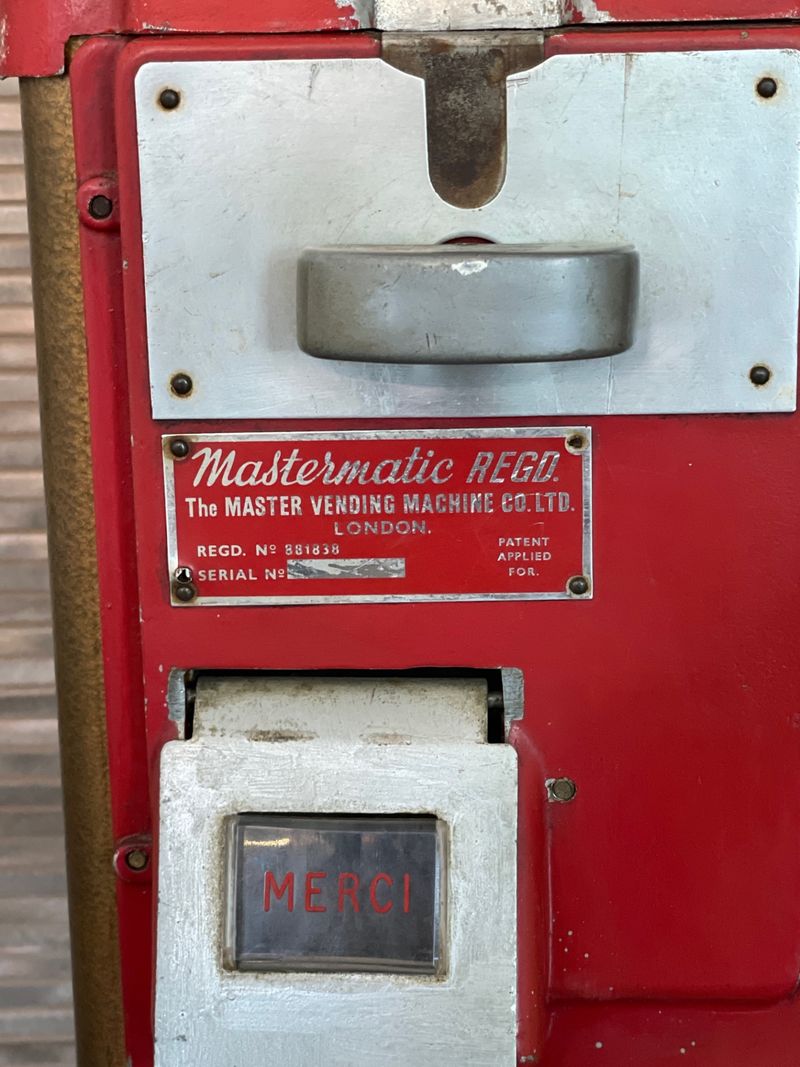 Mastermatic REGD.
The MASTER VENDING MACHINE CO. LTD.
LONDON.
REGD. Nº 881838
SERIAL Nº
PATENT
APPLIED
FOR.
MERCI